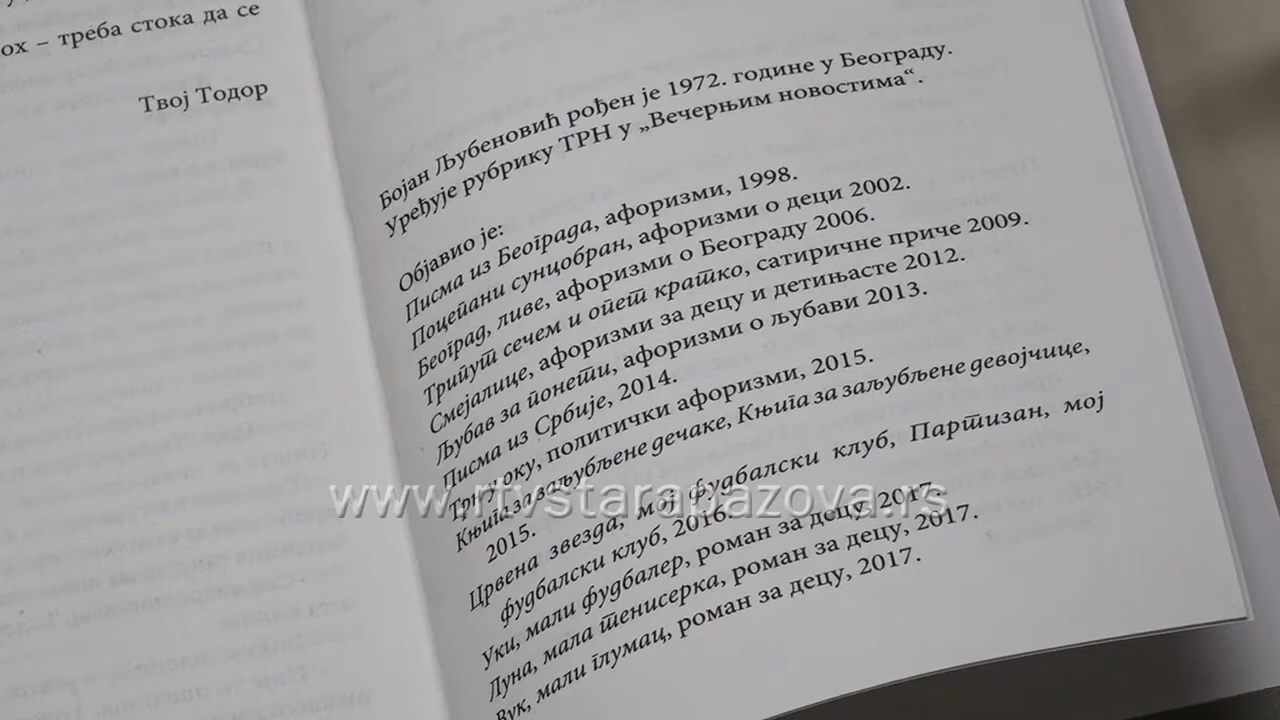 ох – треба стока да се
Твој Тодор
Бојан Љубеновић рођен је 1972. године у Београду.
Уређује рубрику ТРН у „Вечерњим новостима“.
Објавио је:
Писма из Београда, афоризми, 1998.
Поцепани сунцобран, афоризми о деци 2002.
Београд, ливе, афоризми о Београду 2006.
Трипут сечем и опет кратко, сатиричне приче 2009.
Смејалице, афоризми за децу и детињасте 2012.
Љубав за понети, афоризми о љубави 2013.
Писма из Србије, 2014.
Трн у оку, политички афоризми, 2015.
Књига за заљубљене дечаке, Књига за заљубљене девојчице,
2015.
Црвена звезда, мој фудбалски клуб, Партизан, мој
фудбалски клуб, 2016.
Уки, мали фудбалер, роман за децу, 2017.
Луна, мала тенисерка, роман за децу, 2017.
Вук, мали глумац, роман за децу, 2017.
www.rtvstarapazova.rs